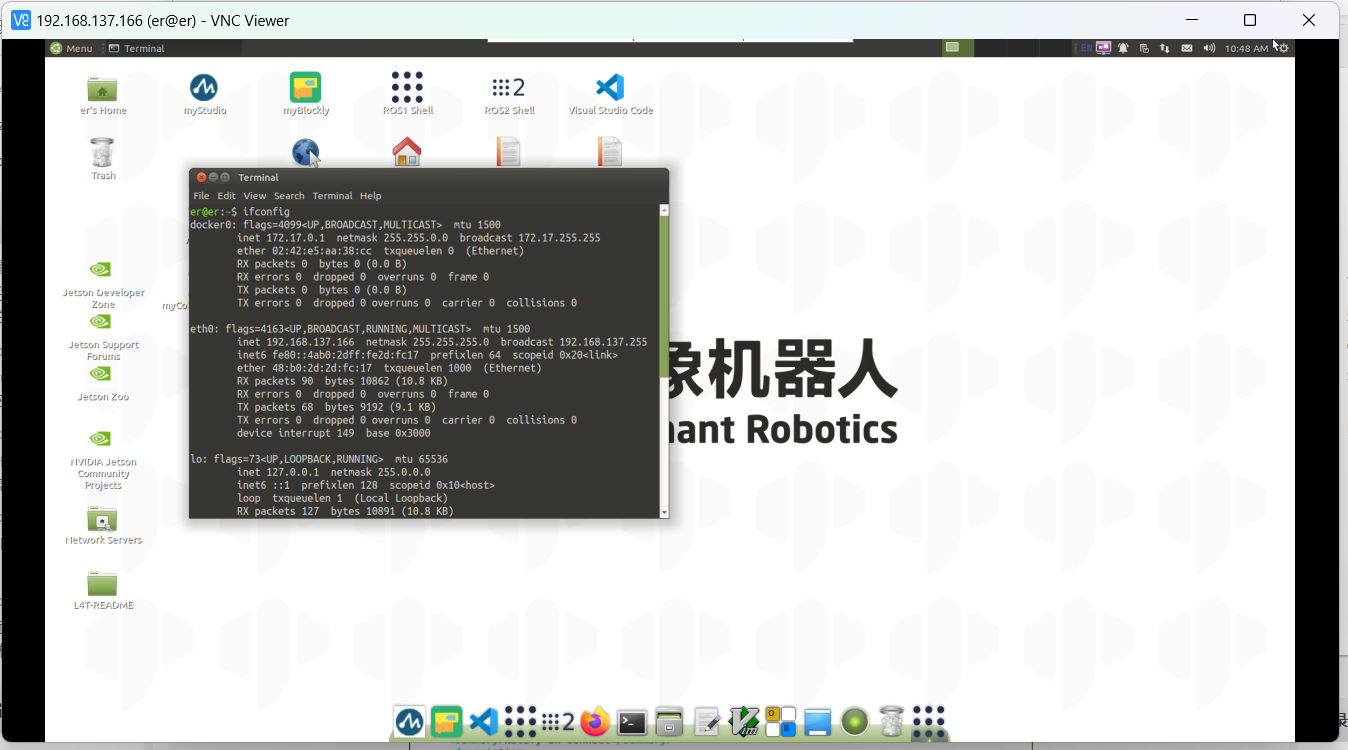 192.168.137.166 (er@er) - VNC Viewer
Menu Terminal EN 10:48 AM
er's Home myStudio myBlockly ROS1 Shell ROS2 Shell Visual Studio Code
Trash
Terminal
File Edit View Search Terminal Help
er@er:~$ ifconfig
docker0: flags=4099<UP,BROADCAST,MULTICAST>  mtu 1500
inet 172.17.0.1  netmask 255.255.0.0  broadcast 172.17.255.255
ether 02:42:e5:aa:38:cc  txqueuelen 0  (Ethernet)
RX packets 0  bytes 0 (0.0 B)
RX errors 0  dropped 0  overruns 0  frame 0
TX packets 0  bytes 0 (0.0 B)
TX errors 0  dropped 0 overruns 0  carrier 0  collisions 0
eth0: flags=4163<UP,BROADCAST,RUNNING,MULTICAST>  mtu 1500
inet 192.168.137.166  netmask 255.255.255.0  broadcast 192.168.137.255
inet6 fe80::4ab0:2dff:fe2d:fc17  prefixlen 64  scopeid 0x20<link>
ether 48:b0:2d:2d:fc:17  txqueuelen 1000  (Ethernet)
RX packets 90  bytes 10862 (10.8 KB)
RX errors 0  dropped 0  overruns 0  frame 0
TX packets 68  bytes 9192 (9.1 KB)
TX errors 0  dropped 0 overruns 0  carrier 0  collisions 0
device interrupt 149  base 0x3000
lo: flags=73<UP,LOOPBACK,RUNNING>  mtu 65536
inet 127.0.0.1  netmask 255.0.0.0
inet6 ::1  prefixlen 128  scopeid 0x10<host>
loop  txqueuelen 1  (Local Loopback)
RX packets 127  bytes 10891 (10.8 KB)
Jetson Developer
Zone
myCo
Jetson Support
Forums
Jetson Zoo
NVIDIA Jetson
Community
Projects
Network Servers
L4T-README
象机器人
hant Robotics
2
Vim